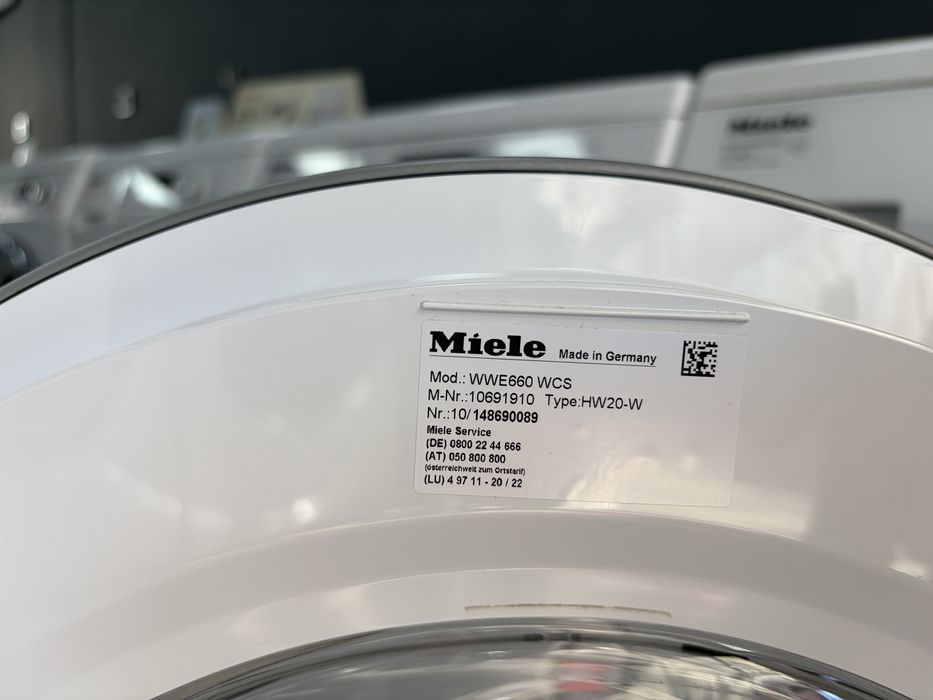 Miele
Miele Made in Germany
Mod.: WWE660 WCS
M-Nr.:10691910 Type:HW20-W
Nr.:10/148690089
Miele Service
(DE) 0800 22 44 666
(AT) 050 800 800
(österreichweit zum Ortstarif)
(LU) 4 97 11 - 20 / 22